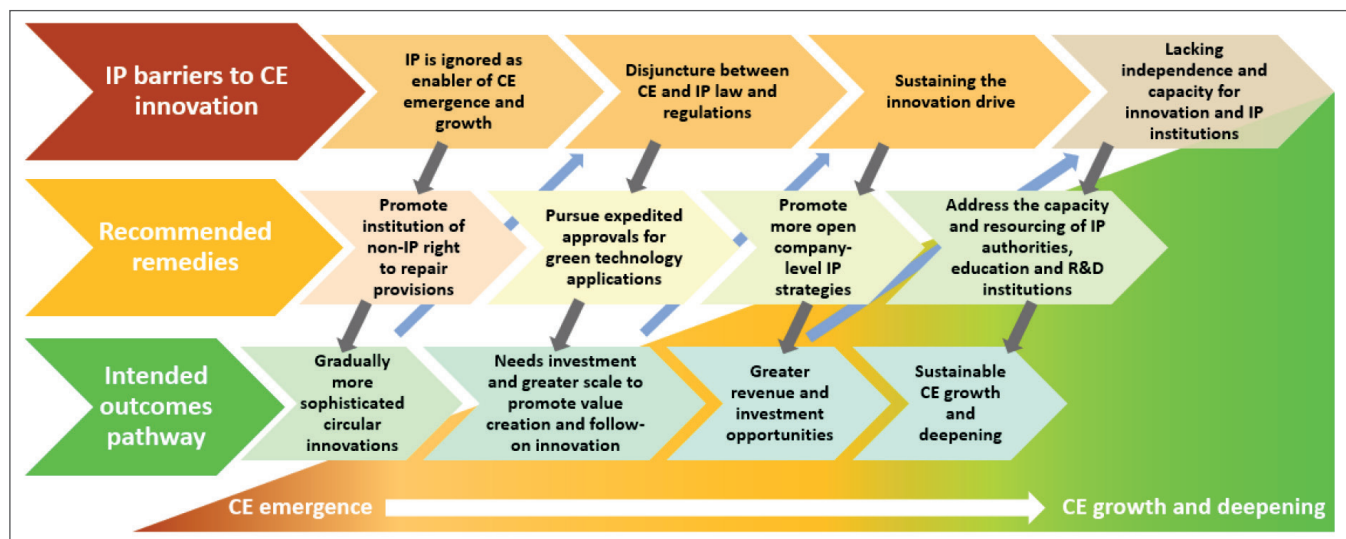 IP barriers to CE
innovation
IP is ignored as
enabler of CE
emergence and
growth
Disjuncture between
CE and IP law and
regulations
Sustaining the
innovation drive
Lacking
independence and
capacity for
innovation and IP
institutions
Recommended
remedies
Promote
institution of
non-IP right
to repair
provisions
Pursue expedited
approvals for
green technology
applications
Promote
more open
company-
level IP
strategies
Address the capacity
and resourcing of IP
authorities,
education and R&D
institutions
Intended
outcomes
pathway
Gradually
more
sophisticated
circular
innovations
Needs investment
and greater scale to
promote value
creation and follow-
on innovation
Greater
revenue and
investment
opportunities
Sustainable
CE growth
and
deepening
CE emergence
CE growth and deepening